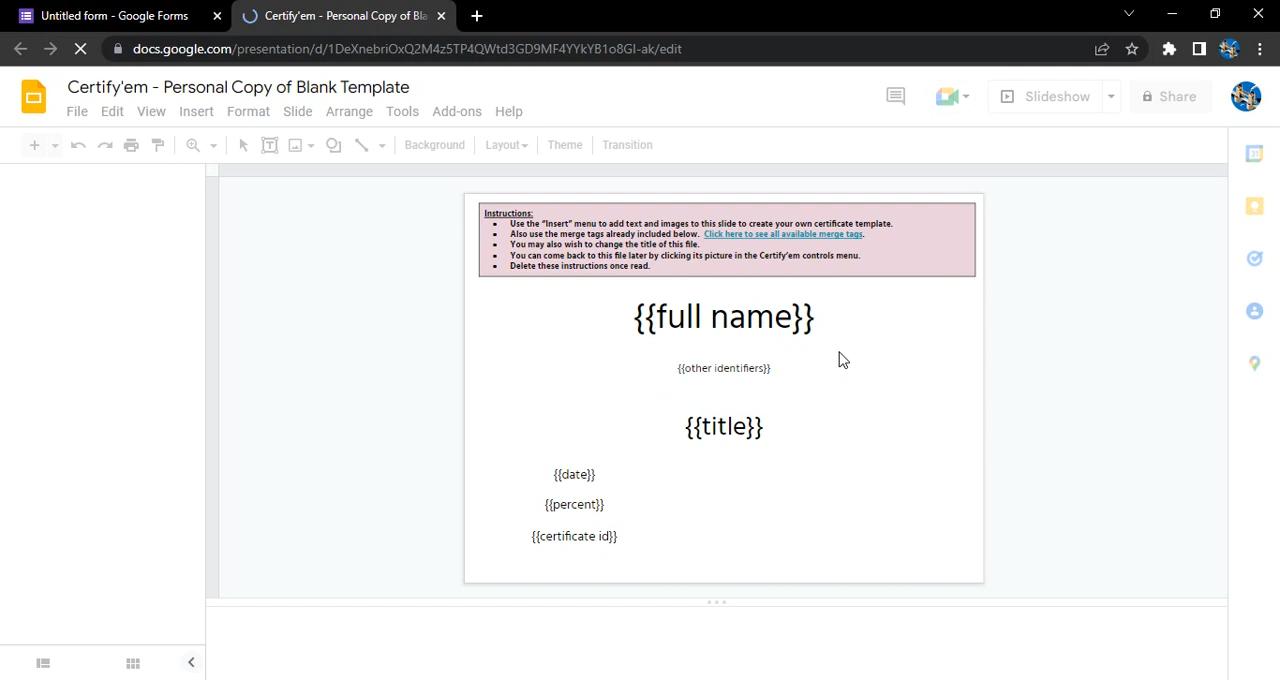 Untitled form - Google Forms
Certify'em - Personal Copy of Bla
docs.google.com/presentation/d/1DeXnebriOxQ2M4z5TP4QWtd3GD9MF4YYkYB1o8GI-ak/edit
Certify'em - Personal Copy of Blank Template
File Edit View Insert Format Slide Arrange Tools Add-ons Help
Slideshow
Share
Background Layout Theme Transition
31
Instructions:
• Use the "Insert" menu to add text and images to this slide to create your own certificate template.
• Also use the merge tags already included below. Click here to see all available merge tags.
• You may also wish to change the title of this file.
• You can come back to this file later by clicking its picture in the Certify'em controls menu.
• Delete these instructions once read.
{{full name}}
{{other identifiers}}
{{title}}
{{date}}
{{percent}}
{{certificate id}}